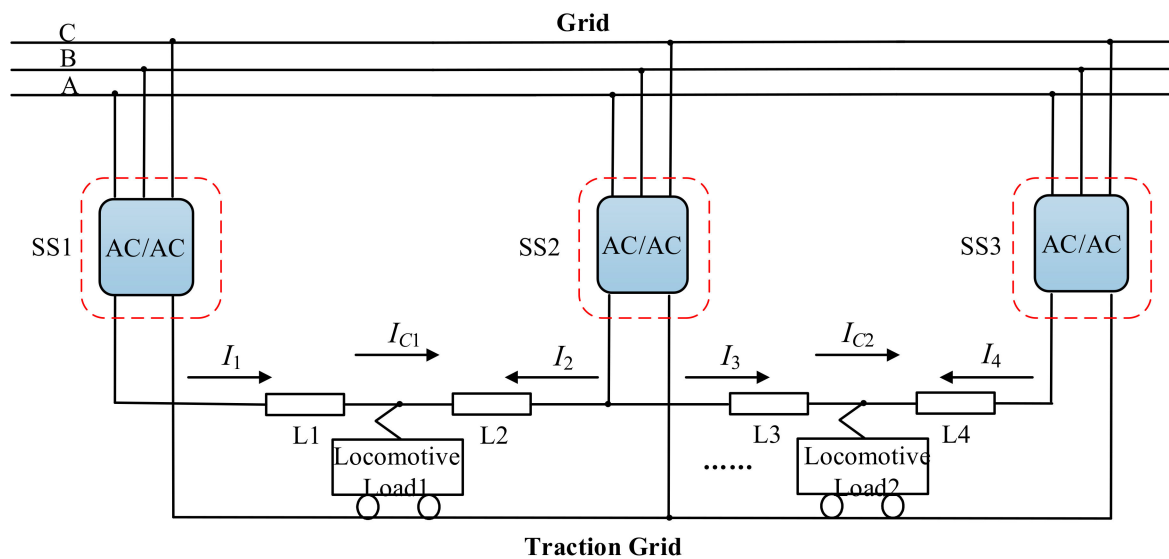 Grid
C
B
A
SS1
AC/AC
SS2
AC/AC
SS3
AC/AC
I1
IC1
I2
I3
IC2
I4
L1
L2
L3
L4
Locomotive
Load1
......
Locomotive
Load2
Traction Grid